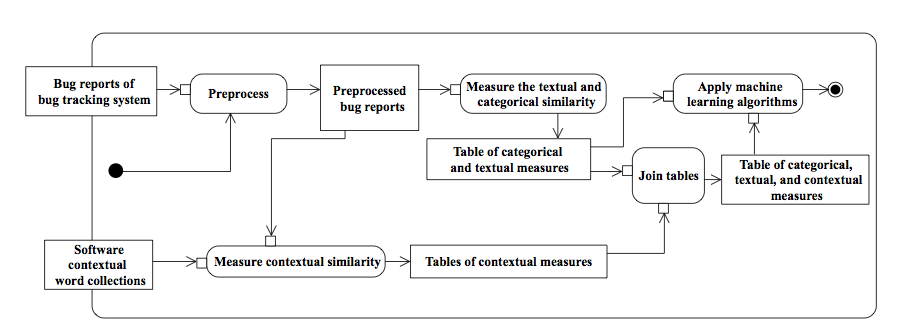 Bug reports of
bug tracking system
Preprocess
Preprocessed
bug reports
Measure the textual and
categorical similarity
Apply machine
learning algorithms
Table of categorical
and textual measures
Join tables
Table of categorical,
textual, and contextual
measures
Software
contextual
word collections
Measure contextual similarity
Tables of contextual measures